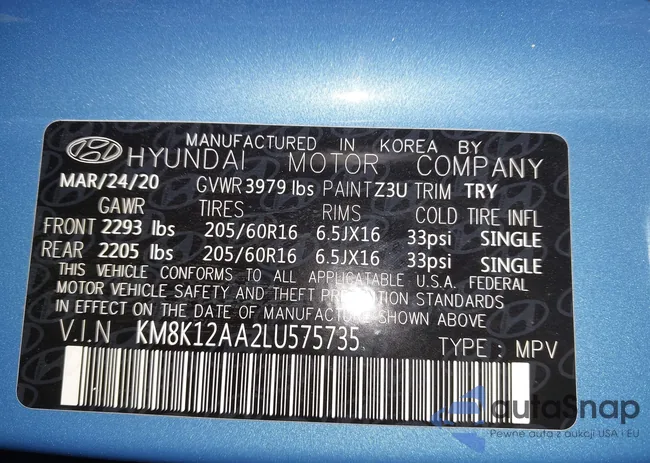 MANUFACTURED IN KOREA BY
HYUNDAI MOTOR COMPANY
MAR/24/20 GVWR 3979 lbs PAINT Z3U TRIM TRY
GAWR TIRES RIMS COLD TIRE INFL
FRONT 2293 lbs 205/60R16 6.5JX16 33psi SINGLE
REAR 2205 lbs 205/60R16 6.5JX16 33psi SINGLE
THIS VEHICLE CONFORMS TO ALL APPLICATABLE U.S.A. FEDERAL
MOTOR VEHICLE SAFETY AND THEFT PREVENTION STANDARDS
IN EFFECT ON THE DATE OF MANUFACTURE SHOWN ABOVE
V.I.N KM8K12AA2LU575735 TYPE : MPV
autaSnap
Pewne auta z aukcji USA i EU